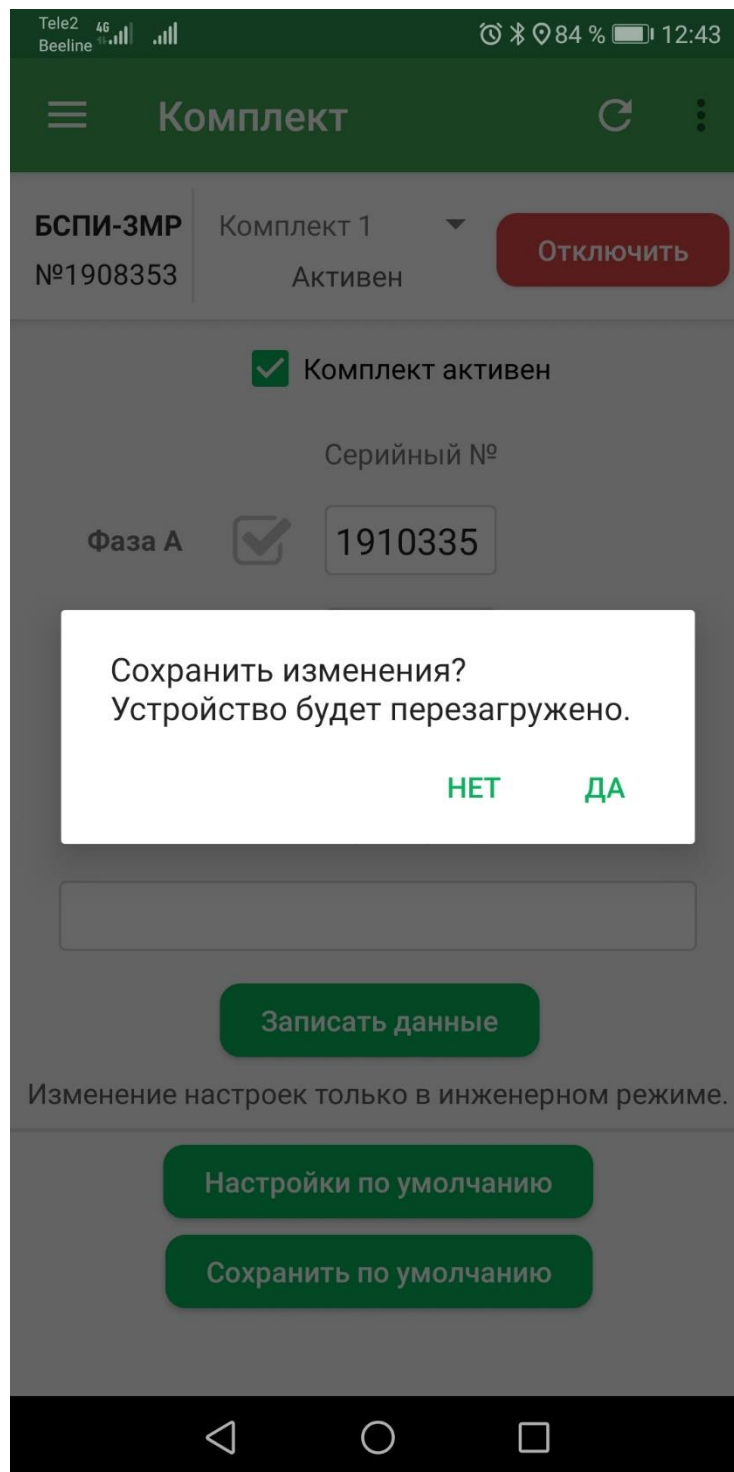 Tele2 4G
Beeline
84 % 12:43
Комплект
БСПИ-3МР
Комплект 1
Отключить
№1908353
Активен
Комплект активен
Серийный №
Фаза А
1910335
Сохранить изменения?
Устройство будет перезагружено.
НЕТ ДА
Записать данные
Изменение настроек только в инженерном режиме.
Настройки по умолчанию
Сохранить по умолчанию